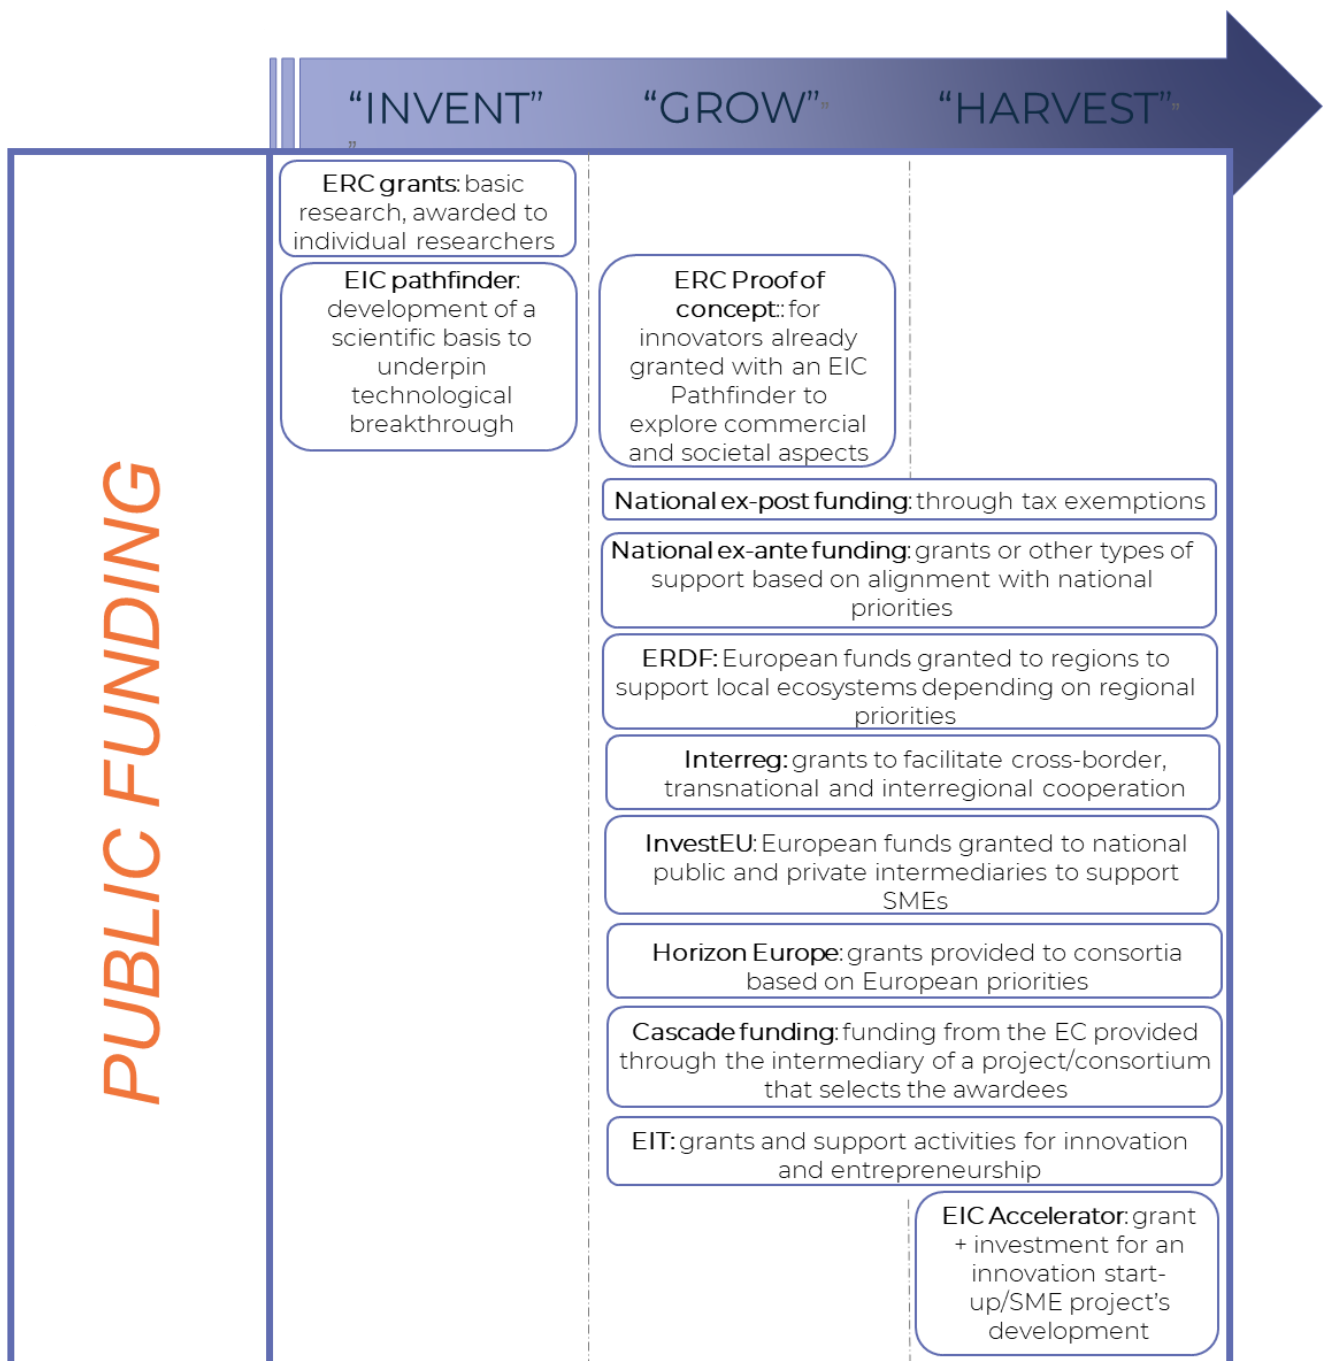 “INVENT”
”
“GROW””
“HARVEST””
PUBLIC FUNDING
ERC grants: basic
research, awarded to
individual researchers
EIC pathfinder:
development of a
scientific basis to
underpin
technological
breakthrough
ERC Proof of
concept:: for
innovators already
granted with an EIC
Pathfinder to
explore commercial
and societal aspects
National ex-post funding: through tax exemptions
National ex-ante funding: grants or other types of
support based on alignment with national
priorities
ERDF: European funds granted to regions to
support local ecosystems depending on regional
priorities
Interreg: grants to facilitate cross-border,
transnational and interregional cooperation
InvestEU: European funds granted to national
public and private intermediaries to support
SMEs
Horizon Europe: grants provided to consortia
based on European priorities
Cascade funding: funding from the EC provided
through the intermediary of a project/consortium
that selects the awardees
EIT: grants and support activities for innovation
and entrepreneurship
EIC Accelerator: grant
+ investment for an
innovation start-
up/SME project’s
development